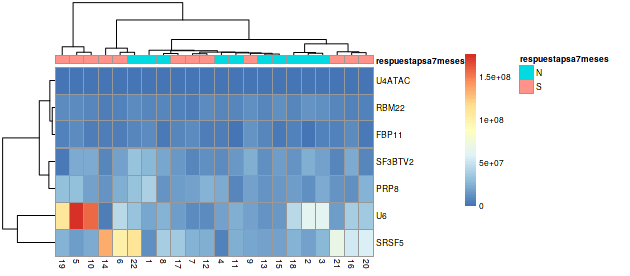 respuestapsa7meses
U4ATAC
RBM22
FBP11
SF3BTV2
PRP8
U6
SRSF5
19 5 10 14 6 22 1 8 17 7 12 4 11 9 13 15 18 2 3 21 16 20
1.5e+08
1e+08
5e+07
0
respuestapsa7meses
N
S